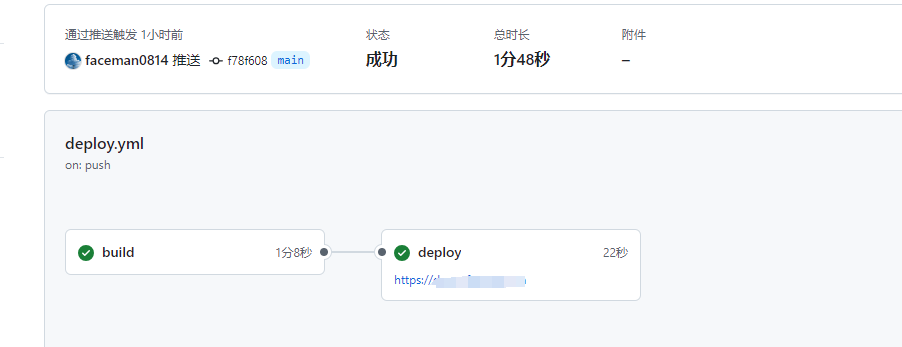 通过推送触发 1小时前
状态
总时长
附件
faceman0814 推送 f78f608 main
成功
1分48秒
–
deploy.yml
on: push
build 1分8秒
deploy 22秒
https://